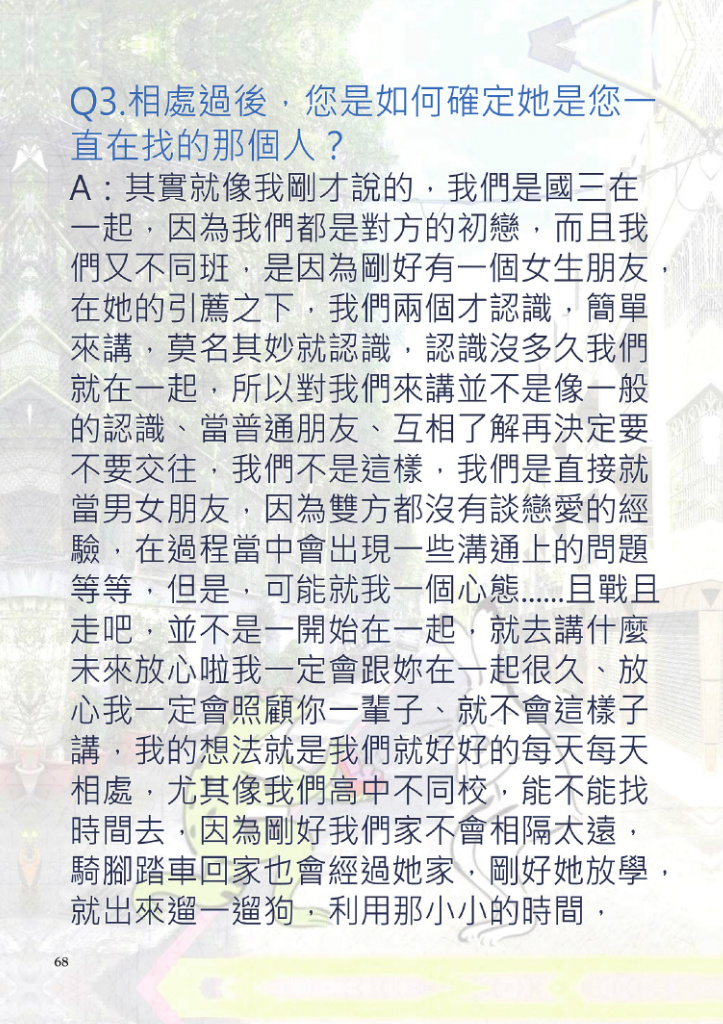 Q3.相處過後，您是如何確定她是您一
直在找的那個人？
A：其實就像我剛才說的，我們是國三在
一起，因為我們都是對方的初戀，而且我
們又不同班，是因為剛好有一個女生朋友，
在她的引薦之下，我們兩個才認識，簡單
來講，莫名其妙就認識，認識沒多久我們
就在一起，所以對我們來講並不是像一般
的認識、當普通朋友、互相了解再決定要
不要交往，我們不是這樣，我們是直接就
當男女朋友，因為雙方都沒有談戀愛的經
驗，在過程當中會出現一些溝通上的問題
等等，但是，可能就我一個心態......且戰且
走吧，並不是一開始在一起，就去講什麼
未來放心啦我一定會跟妳在一起很久、放
心我一定會照顧你一輩子、就不會這樣子
講，我的想法就是我們就好好的每天每天
相處，尤其像我們高中不同校，能不能找
時間去，因為剛好我們家不會相隔太遠，
騎腳踏車回家也會經過她家，剛好她放學，
就出來遛一遛狗，利用那小小的時間，
68